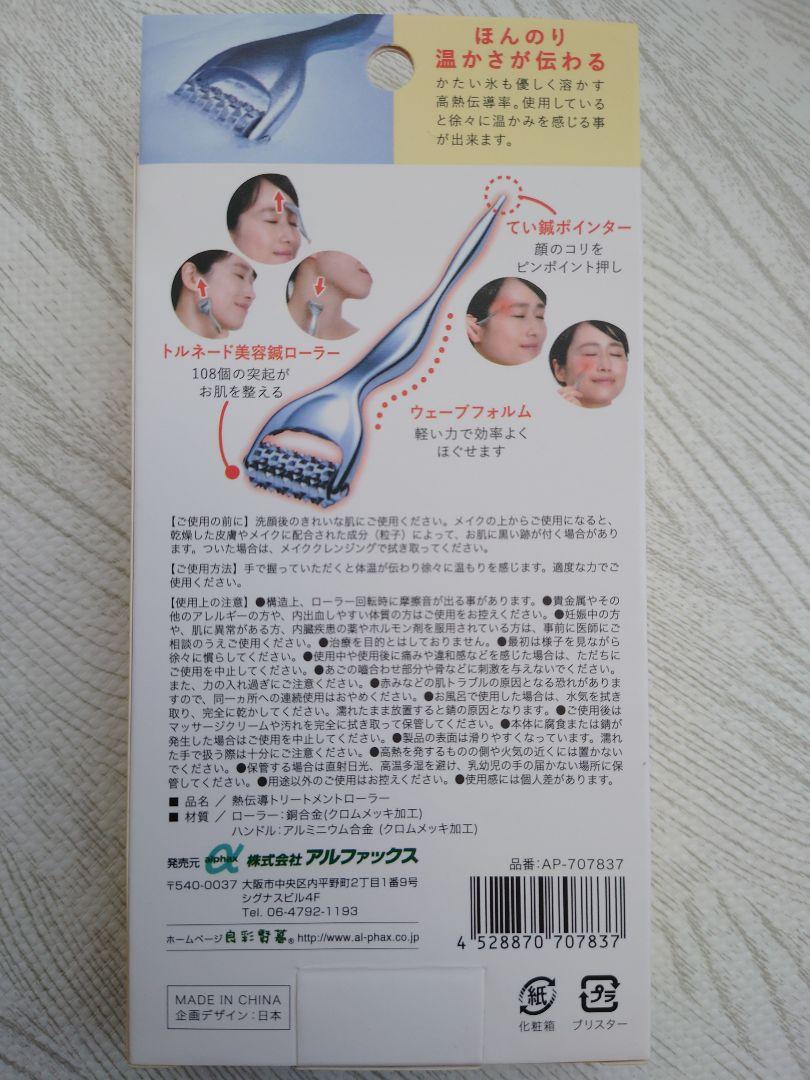 ほんのり
温かさが伝わる
かたい氷も優しく溶かす
高熱伝導率。使用している
と徐々に温かみを感じる事
が出来ます。
てい鍼ポインター
顔のコリを
ピンポイント押し
トルネード美容鍼ローラー
108個の突起が
お肌を整える
ウェーブフォルム
軽い力で効率よく
ほぐせます
【ご使用の前に】洗顔後のきれいな肌にご使用ください。メイクの上からご使用になると、
乾燥した皮膚やメイクに配合された成分（粒子）によって、お肌に黒い跡が付く場合があり
ます。ついた場合は、メイククレンジングで拭き取ってください。
【ご使用方法】手で握っていただくと体温が伝わり徐々に温もりを感じます。適度な力でご
使用ください。
【使用上の注意】●構造上、ローラー回転時に摩擦音が出る事があります。●貴金属やその
他のアレルギーの方や、内出血しやすい体質の方はご使用をお控えください。●妊娠中の方
や、肌に異常がある方、内臓疾患の薬やホルモン剤を服用されている方は、事前に医師にご
相談のうえご使用ください。●治療を目的とはしておりません。●最初は様子を見ながら
徐々に慣らしてください。●使用中や使用後に痛みや違和感などを感じた場合は、ただちに
ご使用を中止してください。●あごの嚙合わせ部分や骨などに刺激を与えないでください。
また、力の入れ過ぎにご注意ください。●赤みなどの肌トラブルの原因となる恐れがありま
すので、同一ヵ所への連続使用はおやめください。●お風呂で使用した場合は、水気を拭き
取り、完全に乾かしてください。濡れたまま放置すると錆の原因となります。●ご使用後は
マッサージクリームや汚れを完全に拭き取って保管してください。●本体に腐食または錆が
発生した場合はご使用を中止してください。●製品の表面は滑りやすくなっています。濡れ
た手で扱う際は十分にご注意ください。●高熱を発するものの側や火気の近くには置かない
でください。●保管する場合は直射日光、高温多湿を避け、乳幼児の手の届かない場所に保
管してください。●用途以外のご使用はお控えください。●使用感には個人差があります。
■ 品名 ／ 熱伝導トリートメントローラー
■ 材質 ／ ローラー：銅合金(クロムメッキ加工)
ハンドル：アルミニウム合金 (クロムメッキ加工)
発売元 alphax 株式会社 アルファックス
品番：AP-707837
〒540-0037 大阪市中央区内平野町2丁目1番9号
シグナスビル4F
Tel. 06-4792-1193
ホームページ 良彩賢暮® http://www.al-phax.co.jp
4 528870 707837
MADE IN CHINA
企画デザイン：日本
紙
化粧箱
プラ
ブリスター